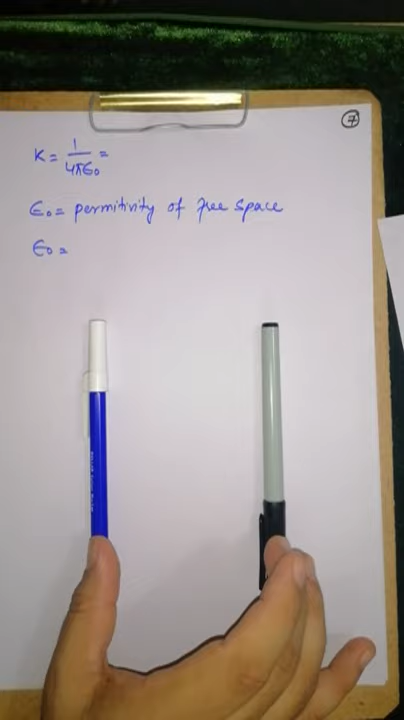 7
K = 1/4πϵ₀ =
ϵ₀ = permitivity of free space
ϵ₀ =